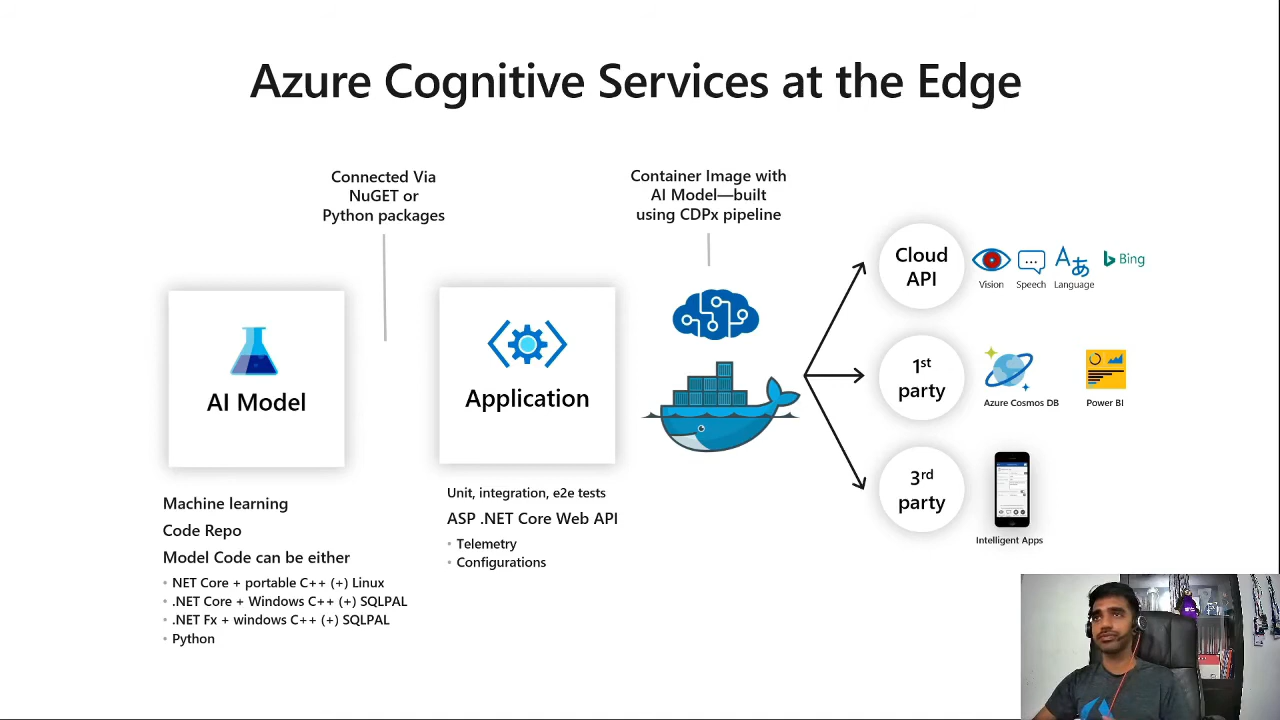 Azure Cognitive Services at the Edge
Connected Via
NuGET or
Python packages
Container Image with
AI Model—built
using CDPx pipeline
AI Model
Application
Machine learning
Code Repo
Model Code can be either
• NET Core + portable C++ (+) Linux
• .NET Core + Windows C++ (+) SQLPAL
• .NET Fx + windows C++ (+) SQLPAL
• Python
Unit, integration, e2e tests
ASP .NET Core Web API
• Telemetry
• Configurations
Cloud
API
Vision
Speech
Language
Aあ
Bing
1st
party
Azure Cosmos DB
Power BI
3rd
party
Intelligent Apps